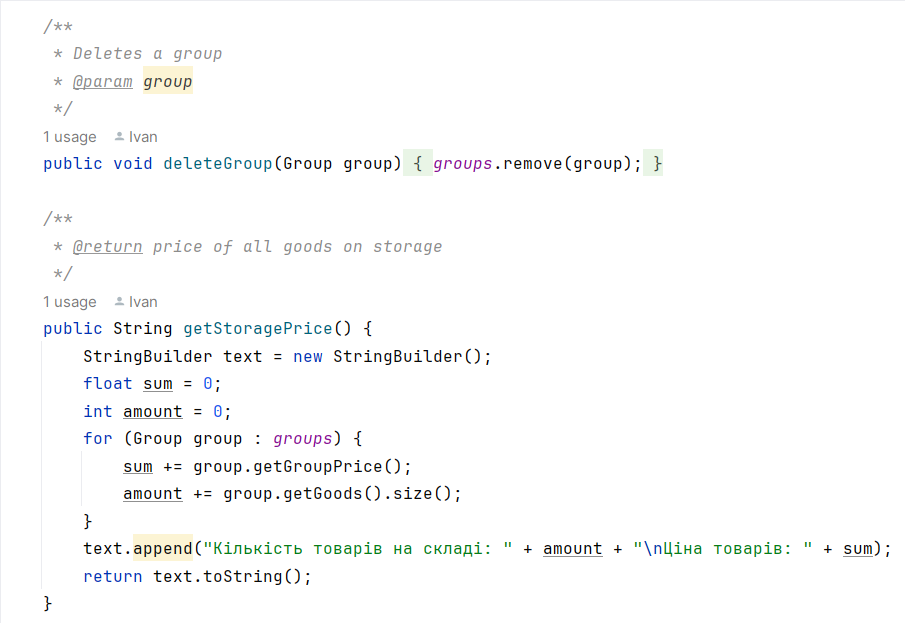 /**
 * Deletes a group
 * @param group
 */
1 usage Ivan
public void deleteGroup(Group group) { groups.remove(group); }
/**
 * @return price of all goods on storage
 */
1 usage Ivan
public String getStoragePrice() {
    StringBuilder text = new StringBuilder();
    float sum = 0;
    int amount = 0;
    for (Group group : groups) {
        sum += group.getGroupPrice();
        amount += group.getGoods().size();
    }
    text.append("Кількість товарів на складі: " + amount + "\nЦіна товарів: " + sum);
    return text.toString();
}